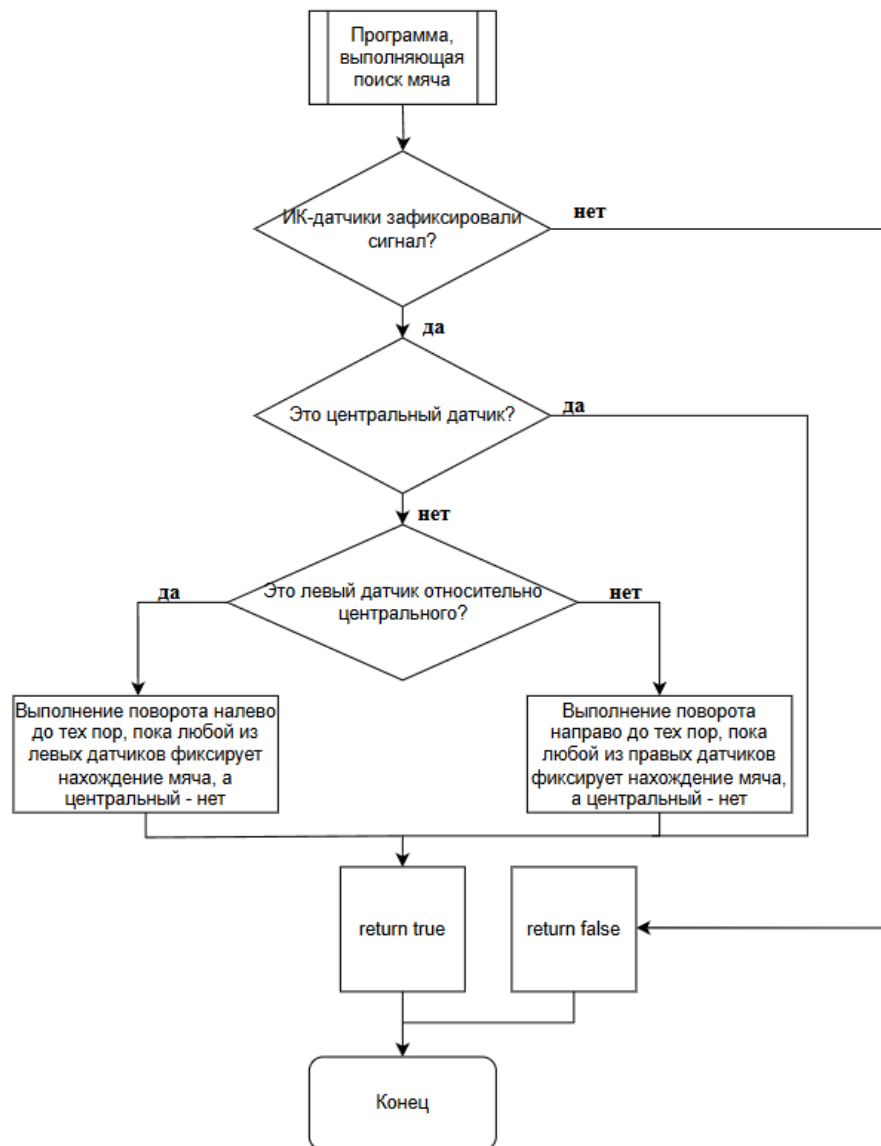 Программа,
выполняющая
поиск мяча
ИК-датчики зафиксировали
сигнал?
нет
да
Это центральный датчик?
да
нет
Это левый датчик относительно
центрального?
да
нет
Выполнение поворота налево
до тех пор, пока любой из
левых датчиков фиксирует
нахождение мяча, а
центральный - нет
Выполнение поворота
направо до тех пор, пока
любой из правых датчиков
фиксирует нахождение мяча,
а центральный - нет
return true
return false
Конец